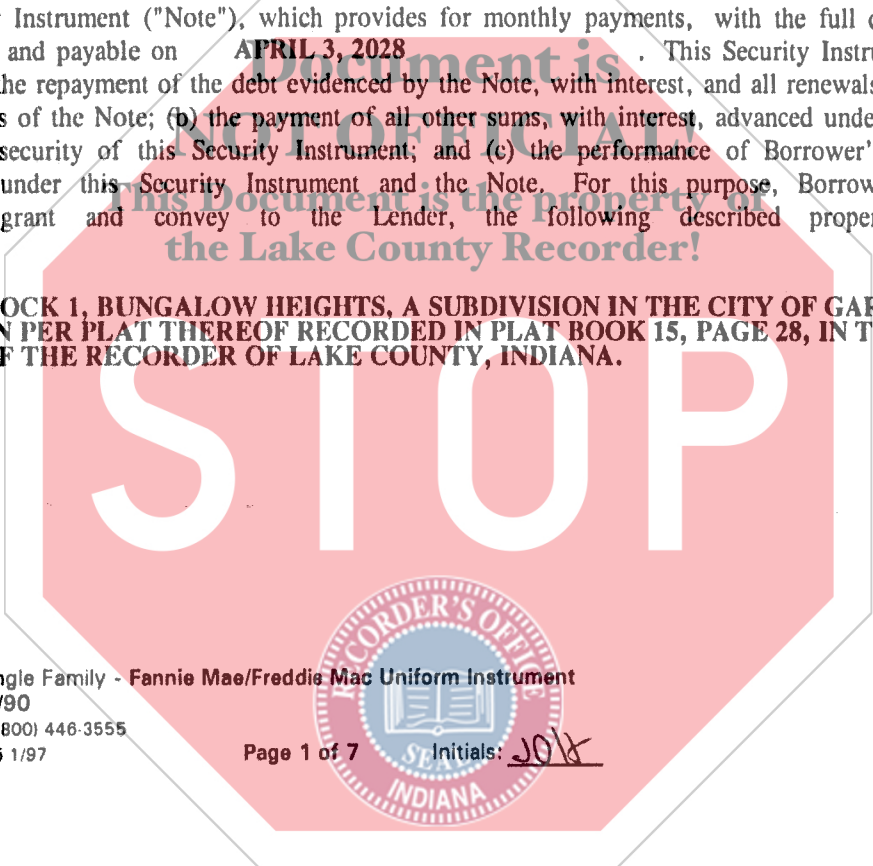 Instrument ("Note"), which provides for monthly payments, with the full
and payable on APRIL 3, 2028 . This Security Instr
he repayment of the debt evidenced by the Note, with interest, and all renewals
s of the Note; (b) the payment of all other sums, with interest, advanced unde
security of this Security Instrument; and (c) the performance of Borrower'
under this Security Instrument and the Note. For this purpose, Borrow
grant and convey to the Lender, the following described prope
Document is
NOT OFFICIAL!
This Document is the property of
the Lake County Recorder!
OCK 1, BUNGALOW HEIGHTS, A SUBDIVISION IN THE CITY OF GAR
N PER PLAT THEREOF RECORDED IN PLAT BOOK 15, PAGE 28, IN T
F THE RECORDER OF LAKE COUNTY, INDIANA.
STOP
ngle Family - Fannie Mae/Freddie Mac Uniform Instrument
/90
800) 446-3555
1/97
Page 1 of 7 Initials:
RECORDER'S OFFICE
SEAL
INDIANA